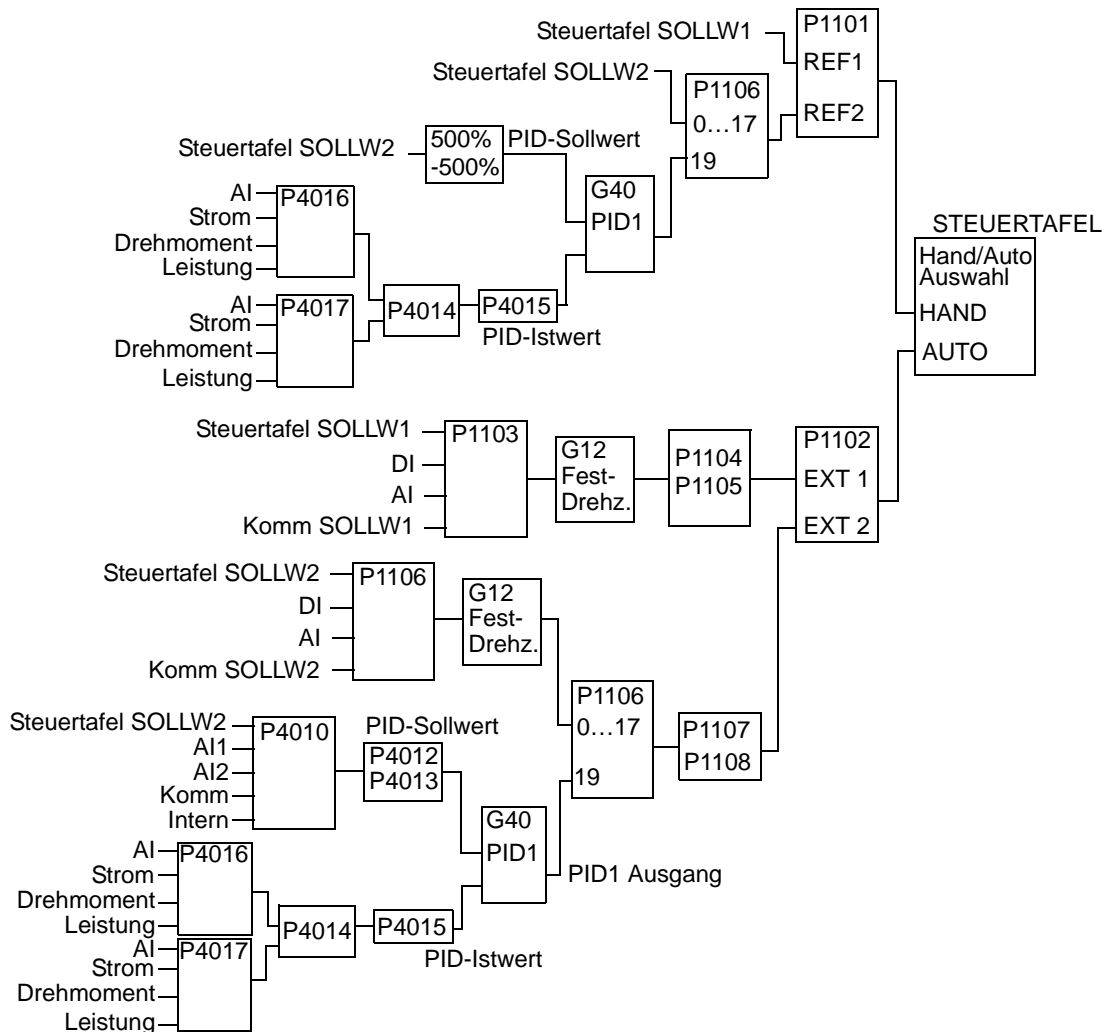 Steuertafel SOLLW1
P1101
REF1
REF2
Steuertafel SOLLW2
P1106
0...17
19
Steuertafel SOLLW2
500%
-500%
PID-Sollwert
G40
PID1
AI
Strom
Drehmoment
Leistung
P4016
AI
Strom
Drehmoment
Leistung
P4017
P4014
P4015
PID-Istwert
STEUERTAFEL
Hand/Auto
Auswahl
HAND
AUTO
Steuertafel SOLLW1
DI
AI
Komm SOLLW1
P1103
G12
Fest-
Drehz.
P1104
P1105
P1102
EXT 1
EXT 2
Steuertafel SOLLW2
DI
AI
Komm SOLLW2
P1106
G12
Fest-
Drehz.
P1106
0...17
19
P1107
P1108
Steuertafel SOLLW2
AI1
AI2
Komm
Intern
P4010
PID-Sollwert
P4012
P4013
G40
PID1
PID1 Ausgang
AI
Strom
Drehmoment
Leistung
P4016
AI
Strom
Drehmoment
Leistung
P4017
P4014
P4015
PID-Istwert